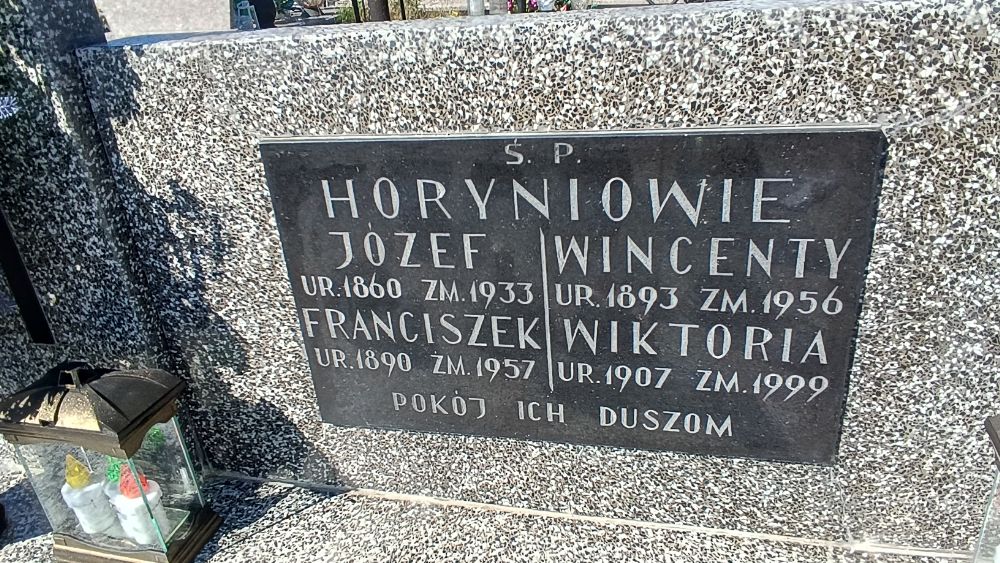 Ś. P.
HORYNIOWIE
JÓZEF
UR. 1860 ZM. 1933
FRANCISZEK
UR. 1890 ZM. 1957
WINCENTY
UR. 1893 ZM. 1956
WIKTORIA
UR. 1907 ZM. 1999
POKÓJ ICH DUSZOM